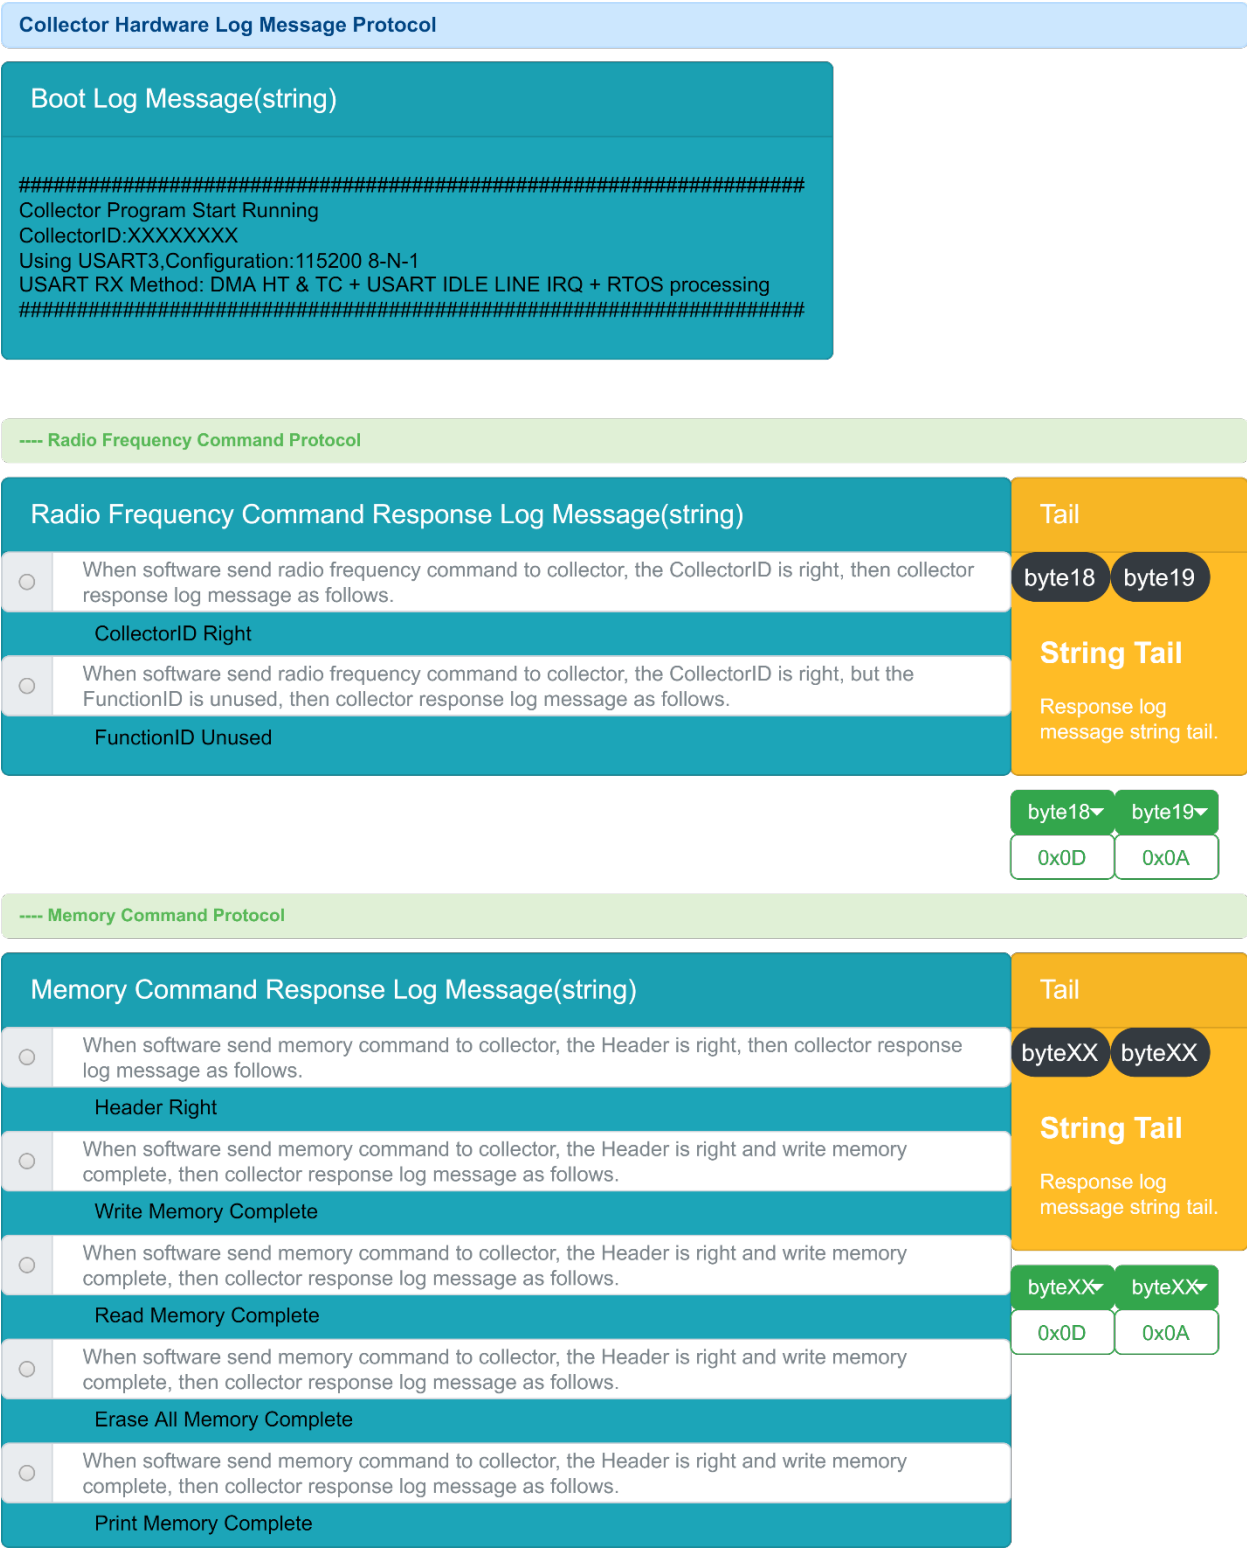 Collector Hardware Log Message Protocol
Boot Log Message(string)
####################################################################
Collector Program Start Running
CollectorID:XXXXXXXX
Using USART3,Configuration:115200 8-N-1
USART RX Method: DMA HT & TC + USART IDLE LINE IRQ + RTOS processing
####################################################################
---- Radio Frequency Command Protocol
Radio Frequency Command Response Log Message(string)
When software send radio frequency command to collector, the CollectorID is right, then collector
response log message as follows.
CollectorID Right
When software send radio frequency command to collector, the CollectorID is right, but the
FunctionID is unused, then collector response log message as follows.
FunctionID Unused
Tail
byte18 byte19
String Tail
Response log
message string tail.
byte18 byte19
0x0D 0x0A
---- Memory Command Protocol
Memory Command Response Log Message(string)
When software send memory command to collector, the Header is right, then collector response
log message as follows.
Header Right
When software send memory command to collector, the Header is right and write memory
complete, then collector response log message as follows.
Write Memory Complete
When software send memory command to collector, the Header is right and write memory
complete, then collector response log message as follows.
Read Memory Complete
When software send memory command to collector, the Header is right and write memory
complete, then collector response log message as follows.
Erase All Memory Complete
When software send memory command to collector, the Header is right and write memory
complete, then collector response log message as follows.
Print Memory Complete
Tail
byteXX byteXX
String Tail
Response log
message string tail.
byteXX byteXX
0x0D 0x0A